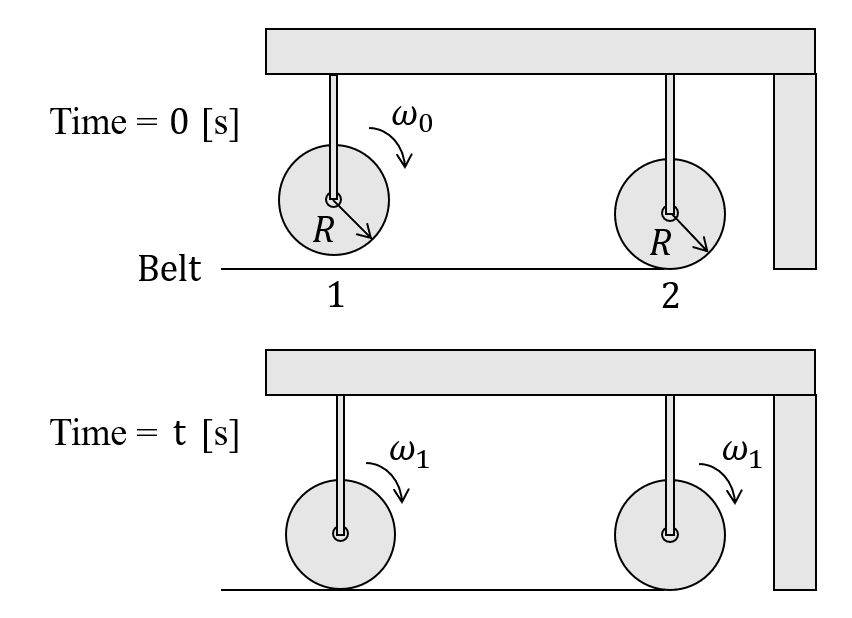 Time = 0 [s]
ω₀
R
R
Belt
1
2
Time = t [s]
ω₁
ω₁